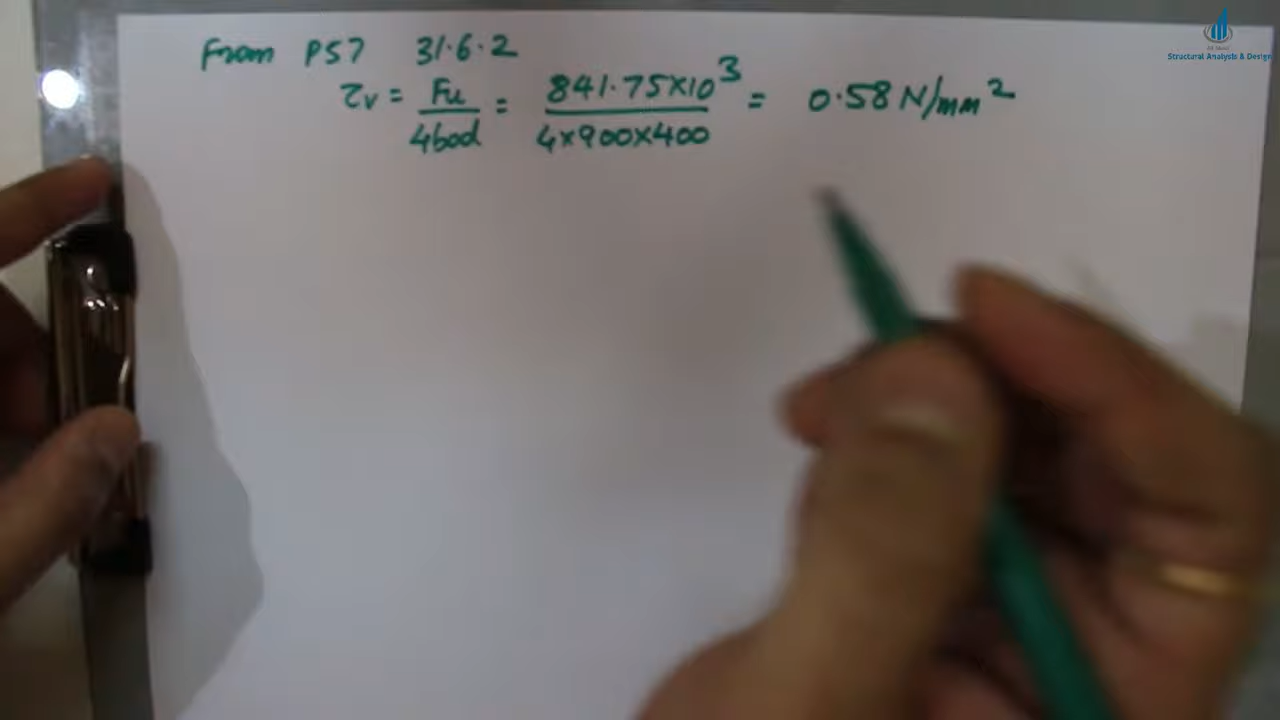 From P57 31.6.2
τv = Fu / 4bod = 841.75×10³ / 4×900×400 = 0.58 N/mm²
Structural Analysis & Design